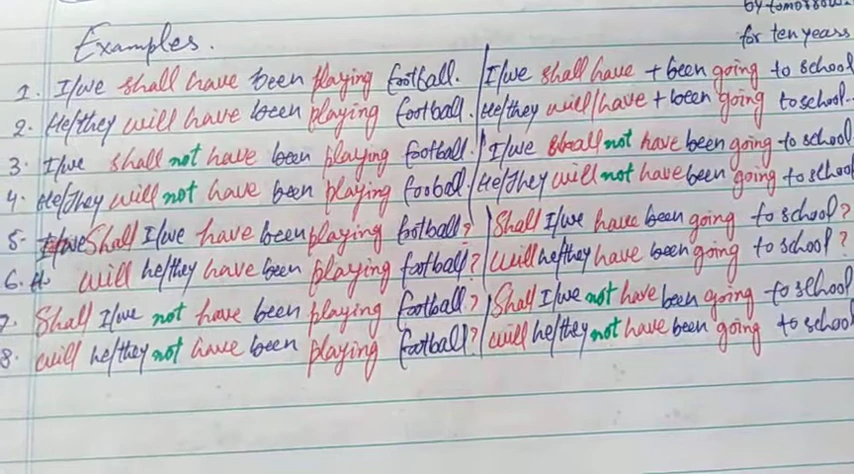 by tomorrow
for ten years
Examples.
1. I/we shall have been playing football. I/we shall have + been going to school
2. He/they will have been playing football. He/they will/have + been going to school.
3. I/we shall not have been playing football. I/we shall not have been going to school
4. He/They will not have been playing fooball. He/They will not have been going to school
5. I/we Shall I/we have been playing football? Shall I/we have been going to school?
6. H. will he/they have been playing football? Will he/they have been going to school?
7. Shall I/we not have been playing football? Shall I/we not have been going to school
8. will he/they not have been playing football? will he/they not have been going to school